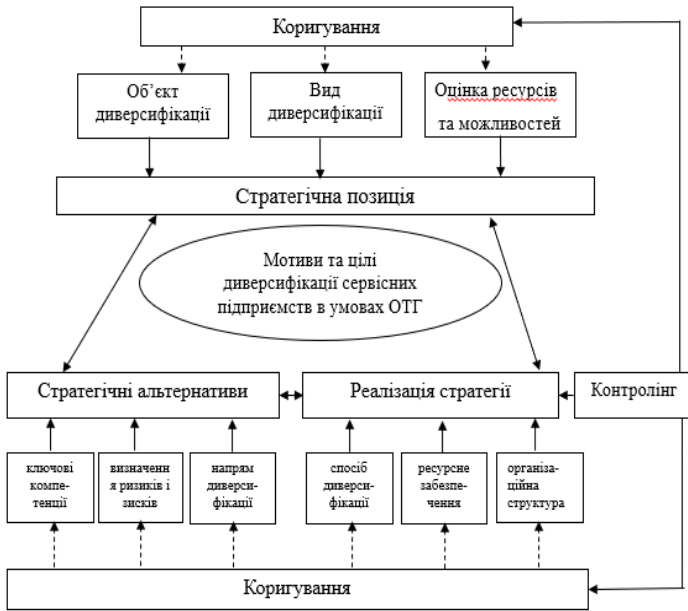 Коригування
Об’єкт
диверсифікації
Вид
диверсифікації
Оцінка ресурсів
та можливостей
Стратегічна позиція
Мотиви та цілі
диверсифікації сервісних
підприємств в умовах ОТГ
Стратегічні альтернативи
Реалізація стратегії
Контролінг
ключові
компе-
тенції
визначенн
я ризиків і
зисків
напрям
диверси-
фікації
спосіб
диверси-
фікації
ресурсне
забезпе-
чення
організа-
ційна
структура
Коригування